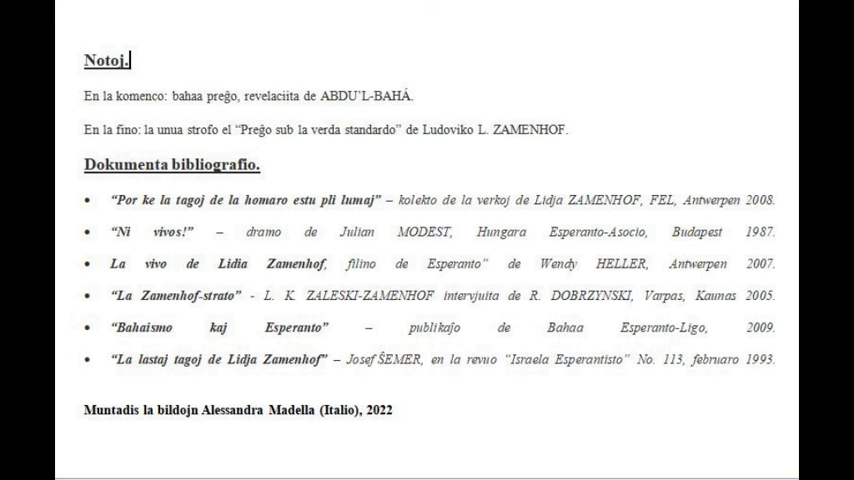 Notoj.
En la komenco: bahaa preĝo, revelaciita de ABDU'L-BAHÁ.
En la fino: la unua strofo el “Preĝo sub la verda standardo” de Ludoviko L. ZAMENHOF.
Dokumenta bibliografio.
• “Por ke la tagoj de la homaro estu pli lumaj” – kolekto de la verkoj de Lidja ZAMENHOF, FEL, Antwerpen 2008.
• “Ni vivos!” – dramo de Julian MODEST, Hungara Esperanto-Asocio, Budapest 1987.
• La vivo de Lidia Zamenhof, filino de Esperanto” de Wendy HELLER, Antwerpen 2007.
• “La Zamenhof-strato” - L. K. ZALESKI-ZAMENHOF intervjuita de R. DOBRZYNSKI, Varpas, Kaunas 2005.
• “Bahaismo kaj Esperanto” – publikaĵo de Bahaa Esperanto-Ligo, 2009.
• “La lastaj tagoj de Lidja Zamenhof” – Josef ŜEMER, en la revuo “Israela Esperantisto” No. 113, februaro 1993.
Muntadis la bildojn Alessandra Madella (Italio), 2022